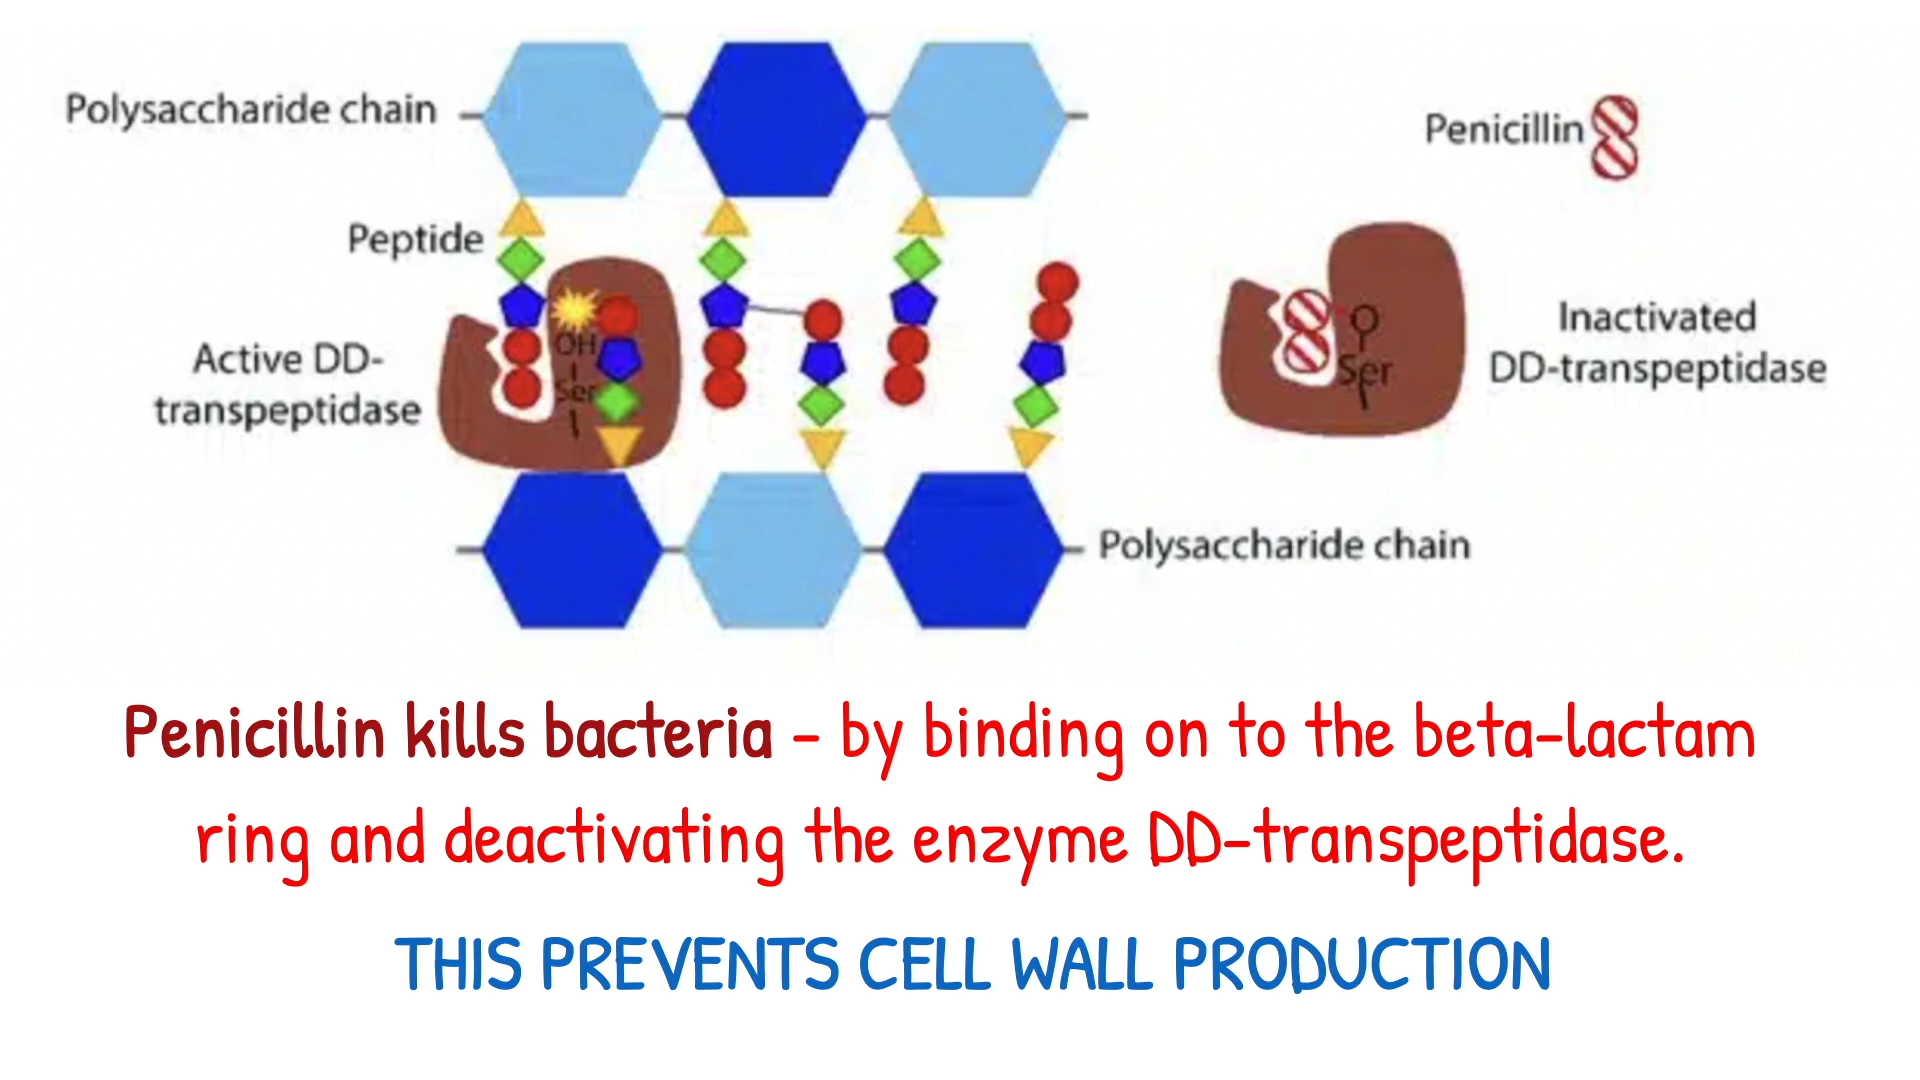 Polysaccharide chain
Penicillin
Peptide
Active DD-
transpeptidase
OH
Ser
O
Ser
Inactivated
DD-transpeptidase
Polysaccharide chain
Penicillin kills bacteria - by binding on to the beta-lactam
ring and deactivating the enzyme DD-transpeptidase.
THIS PREVENTS CELL WALL PRODUCTION